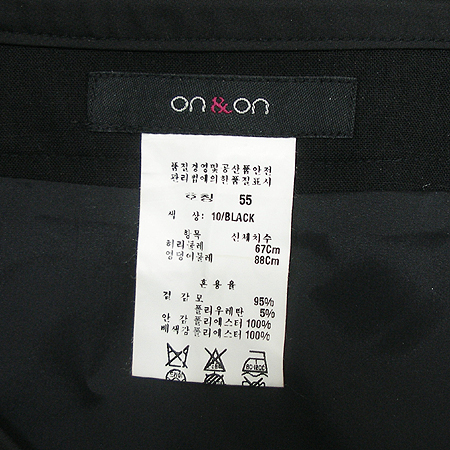 on&on
품질경영및공산품안전
관리법에의한품질표시
호칭 55
색 상: 10/BLACK
항목 신체치수
허리둘레 67Cm
엉덩이둘레 88Cm
혼용율
겉 감 모 95%
폴리우레탄 5%
안 감 폴리에스터 100%
배색감 폴리에스터 100%